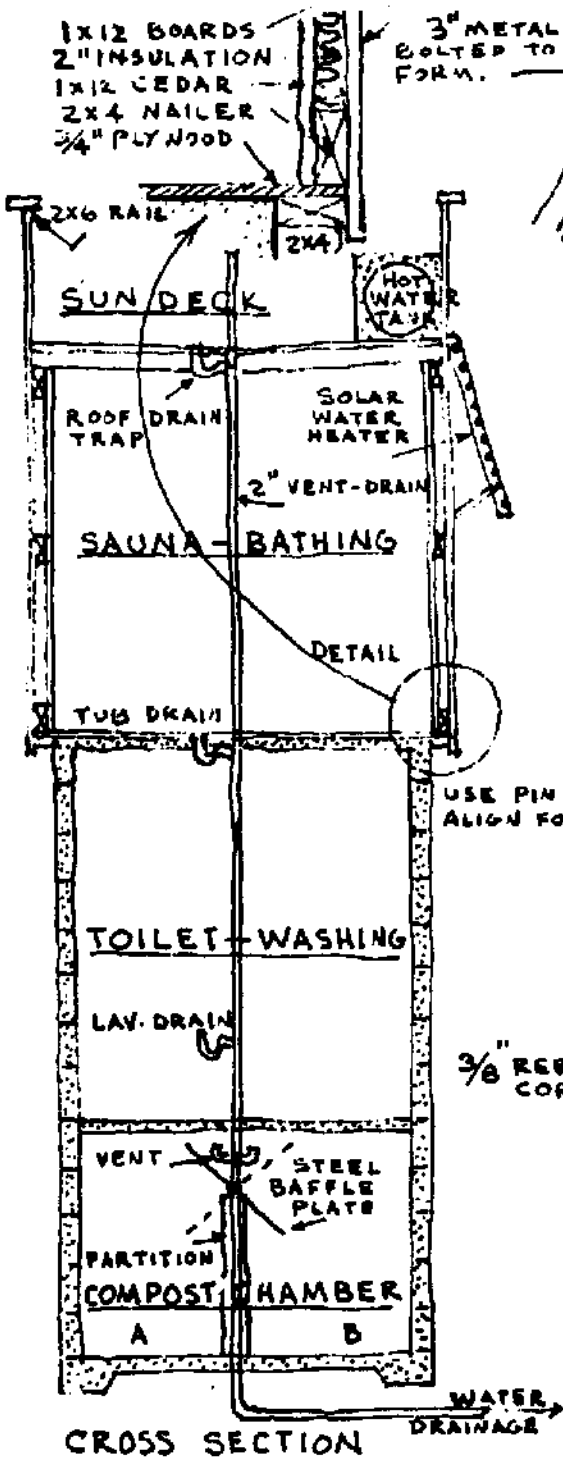 1x12 BOARDS
2" INSULATION
1x12 CEDAR
2x4 NAILER
3/4" PLYWOOD
3" METAL
BOLTED TO
FORM.
2x6 RAIL
2x4
SUN DECK
HOT
WATER
TANK
ROOF DRAIN
TRAP
SOLAR
WATER
HEATER
2" VENT-DRAIN
SAUNA - BATHING
DETAIL
TUB DRAIN
USE PIN
ALIGN FO
TOILET - WASHING
LAV. DRAIN
3/8" REB
COR
VENT
STEEL
BAFFLE
PLATE
PARTITION
COMPOST HAMBER
A B
WATER
DRAINAGE
CROSS SECTION